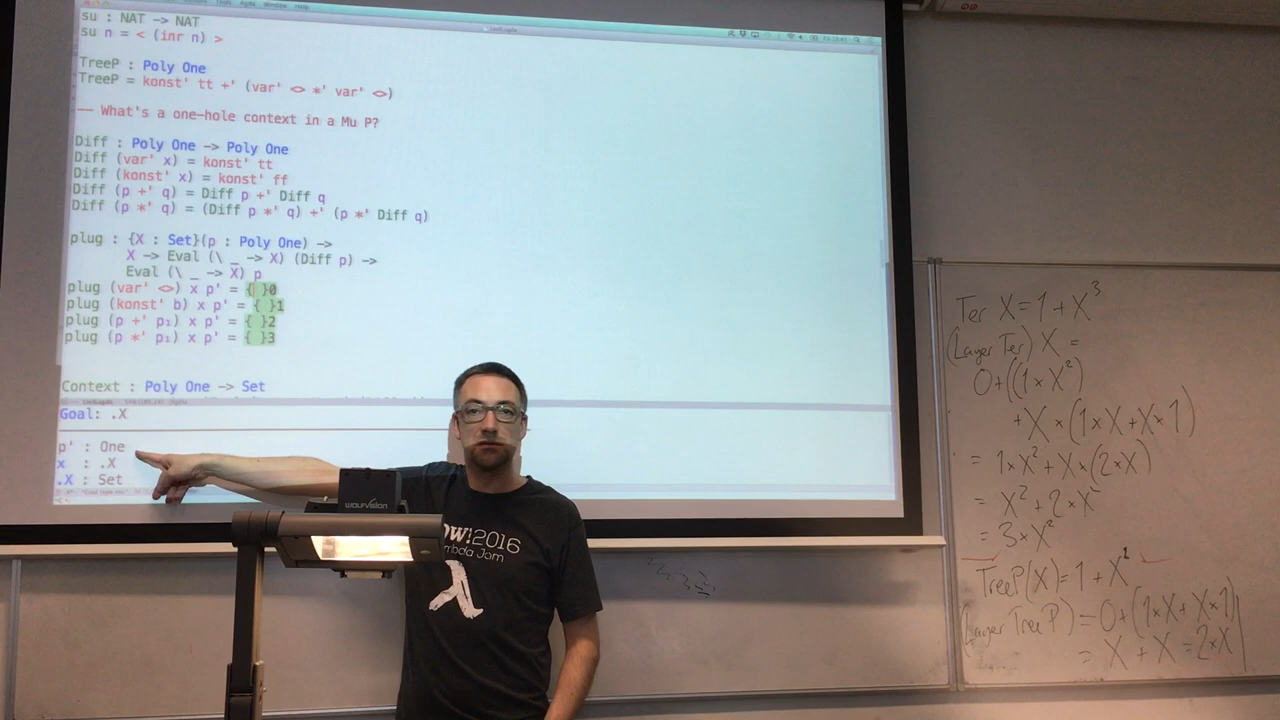 su : NAT -> NAT
su n = < (inr n) >
TreeP : Poly One
TreeP = konst' tt +' (var' <> *' var' <>)
-- What's a one-hole context in a Mu P?
Diff : Poly One -> Poly One
Diff (var' x) = konst' tt
Diff (konst' x) = konst' ff
Diff (p +' q) = Diff p +' Diff q
Diff (p *' q) = (Diff p *' q) +' (p *' Diff q)
plug : {X : Set}(p : Poly One) ->
X -> Eval (\ _ -> X) (Diff p) ->
Eval (\ _ -> X) p
plug (var' <>) x p' = { }0
plug (konst' b) x p' = { }1
plug (p +' p₁) x p' = { }2
plug (p *' p₁) x p' = { }3
Context : Poly One -> Set
Goal: .X
p' : One
x : .X
.X : Set
wolfvision
OW!2016
mbda Jam
λ
Ter X = 1 + X³
(Layer Ter) X =
0 + ((1 × X²)
+ X × (1 × X + X × 1)
= 1 × X² + X × (2 × X)
= X² + 2 × X²
= 3 × X²
TreeP(X) = 1 + X²
(Layer TreeP) = 0 + (1 × X + X × 1)
= X + X = 2 × X